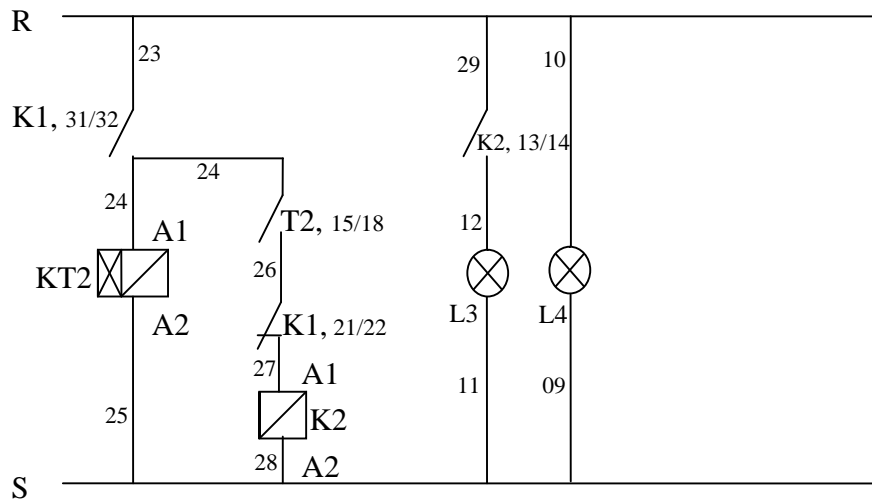 R
23
29
10
K1, 31/32
K2, 13/14
24
24
T2, 15/18
12
A1
KT2
26
A2
L3
L4
K1, 21/22
27
A1
25
11
09
K2
28
A2
S